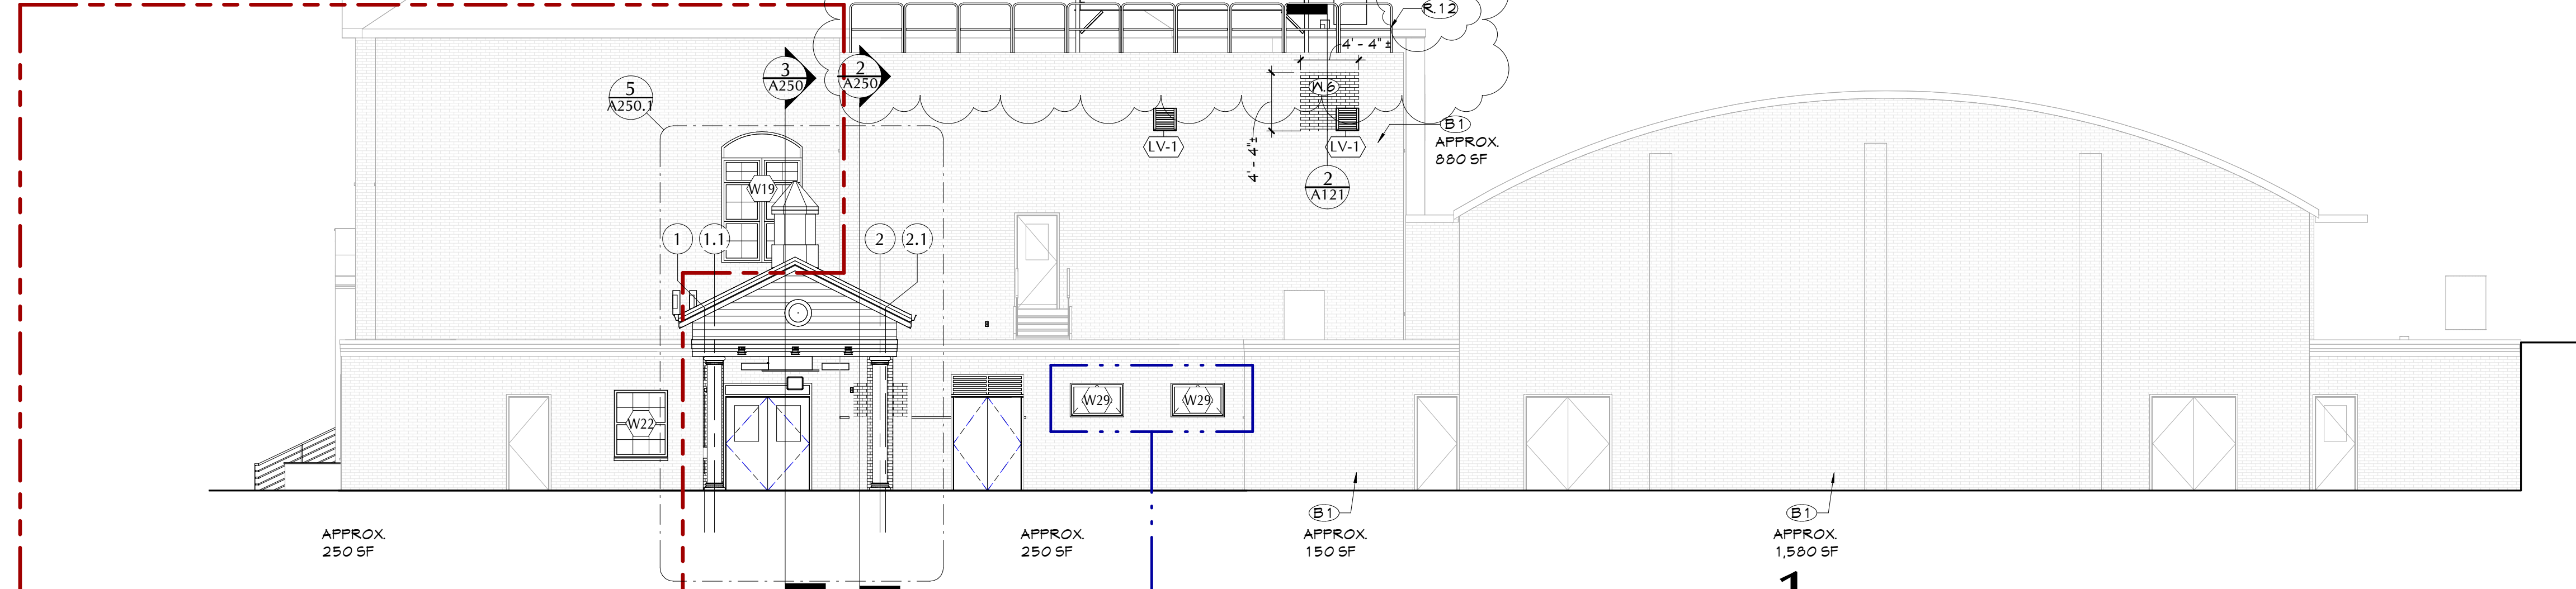 R.12
4' - 4"±
3
A250
2
A250
5
A250.1
W.6
4' - 4"±
B1
APPROX.
880 SF
LV-1
LV-1
2
A121
W19
1
1.1
2
2.1
W22
W29
W29
B1
B1
APPROX.
250 SF
APPROX.
250 SF
APPROX.
150 SF
APPROX.
1,580 SF
1